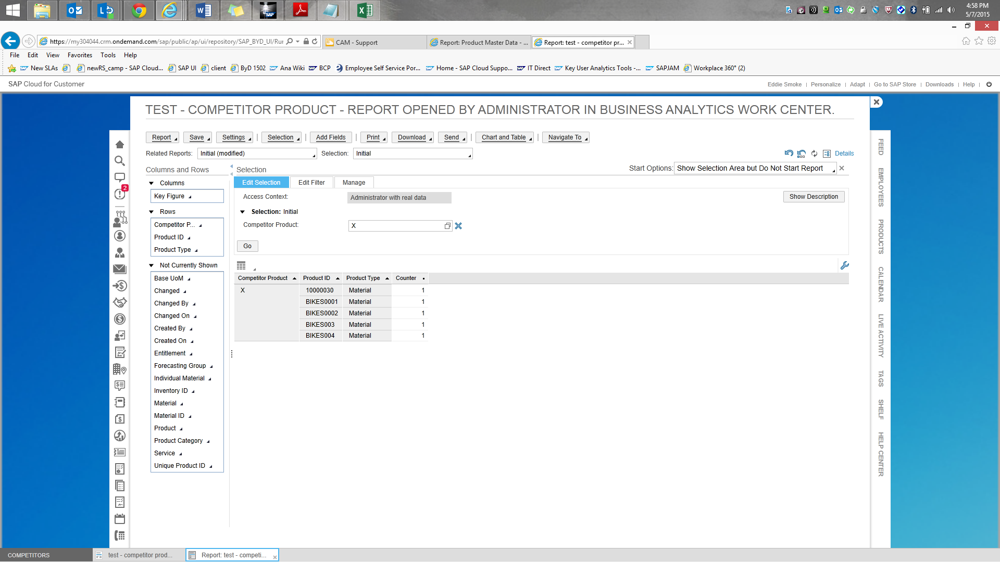 4:58 PM
5/7/2015
https://my304044.crm.ondemand.com/sap/public/ap/ui/repository/SAP_BYD_UI/Rur
CAM - Support
Report: Product Master Data - ...
Report: test - competitor pr...
File Edit View Favorites Tools Help
New SLAs newRS_camp - SAP Cloud... SAP UI client ByD 1502 Ana Wiki BCP Employee Self Service Por... Home - SAP Cloud Suppo... IT Direct Key User Analytics Tools -... SAPJAM Workplace 360° (2)
SAP Cloud for Customer
Eddie Smoke | Personalize | Adapt | Go to SAP Store | Downloads | Help |
TEST - COMPETITOR PRODUCT - REPORT OPENED BY ADMINISTRATOR IN BUSINESS ANALYTICS WORK CENTER.
Report Save Settings | Selection | Add Fields | Print Download Send | Chart and Table | Navigate To
Related Reports: Initial (modified) Selection: Initial
Details
Columns and Rows
Selection
Start Options: Show Selection Area but Do Not Start Report
Columns
Key Figure
Rows
Competitor P...
Product ID
Product Type
Not Currently Shown
Base UoM
Changed
Changed By
Changed On
Created By
Created On
Entitlement
Forecasting Group
Individual Material
Inventory ID
Material
Material ID
Product
Product Category
Service
Unique Product ID
Edit Selection Edit Filter Manage
Access Context: Administrator with real data
Show Description
Selection: Initial
Competitor Product: X
Go
Competitor Product Product ID Product Type Counter
X 10000030 Material 1
BIKES0001 Material 1
BIKES0002 Material 1
BIKES003 Material 1
BIKES004 Material 1
2
FEED
EMPLOYEES
PRODUCTS
CALENDAR
LIVE ACTIVITY
TAGS
SHELF
HELP CENTER
COMPETITORS
test - competitor prod...
Report: test - competi...